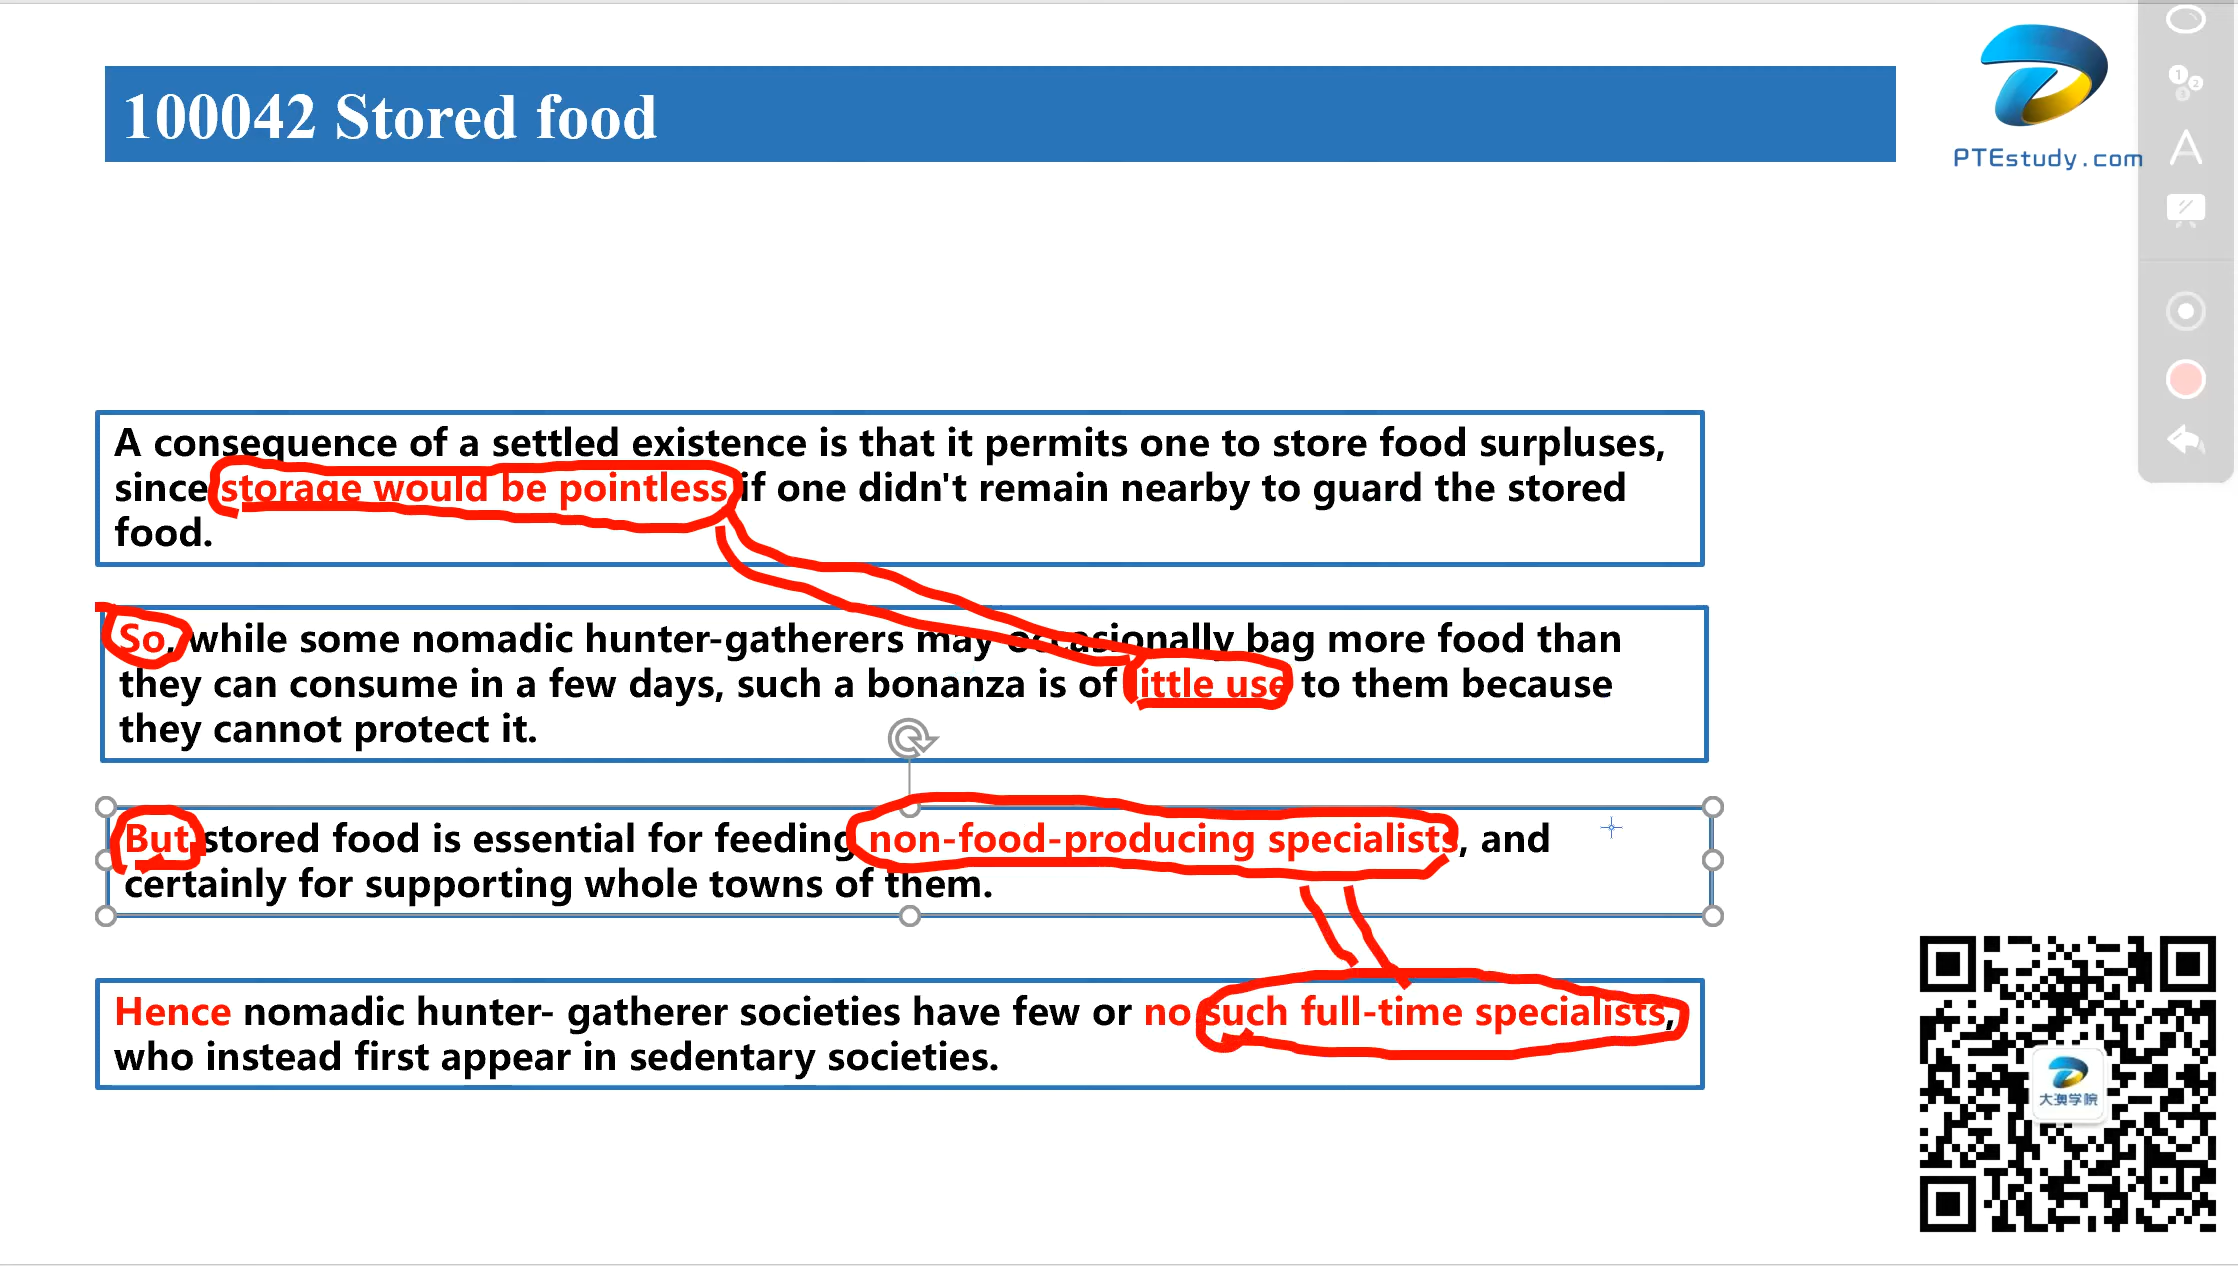 100042 Stored food
PTEstudy.com
A consequence of a settled existence is that it permits one to store food surpluses,
since storage would be pointless if one didn't remain nearby to guard the stored
food.
So, while some nomadic hunter-gatherers may occasionally bag more food than
they can consume in a few days, such a bonanza is of little use to them because
they cannot protect it.
But stored food is essential for feeding non-food-producing specialists, and
certainly for supporting whole towns of them.
Hence nomadic hunter- gatherer societies have few or no such full-time specialists,
who instead first appear in sedentary societies.
大澳学院